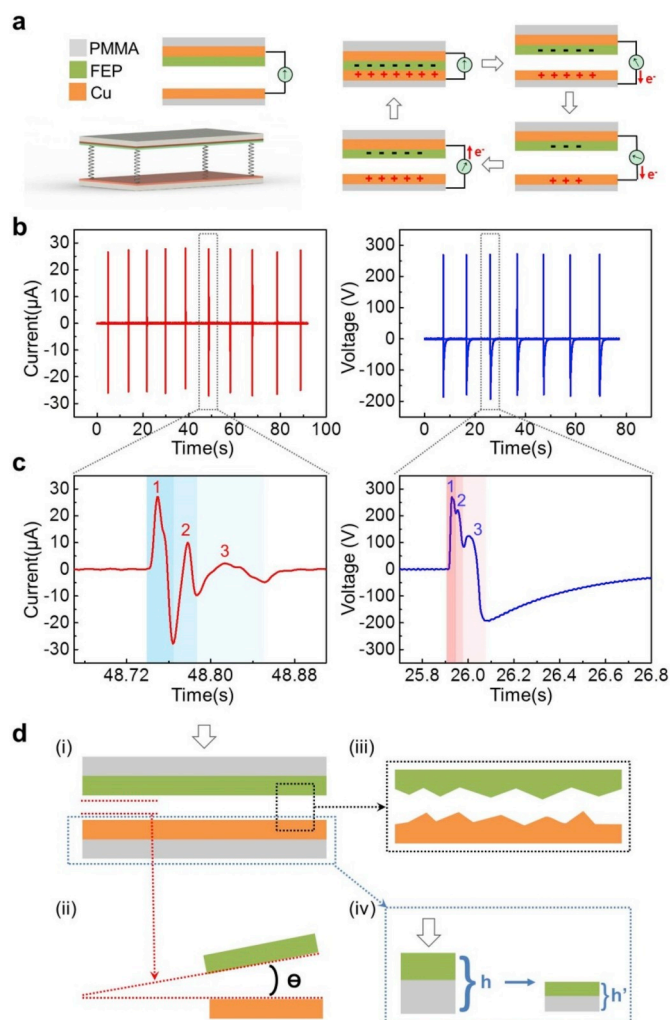 a
PMMA
FEP
Cu
- - - - - -
+ + + + + +
- - - - -
+ + + + +
e-
- - - -
+ + + + +
e-
- - -
+ + +
e-
b
Current(μA)
30
20
10
0
-10
-20
-30
0 20 40 60 80 100
Time(s)
Voltage (V)
300
200
100
0
-100
-200
0 20 40 60 80
Time(s)
c
Current(μA)
30
20
10
0
-10
-20
-30
1
2
3
48.72 48.80 48.88
Time(s)
Voltage (V)
300
200
100
0
-100
-200
-300
1
2
3
25.8 26.0 26.2 26.4 26.6 26.8
Time(s)
d
(i)
(iii)
(ii)
Θ
(iv)
h
h'